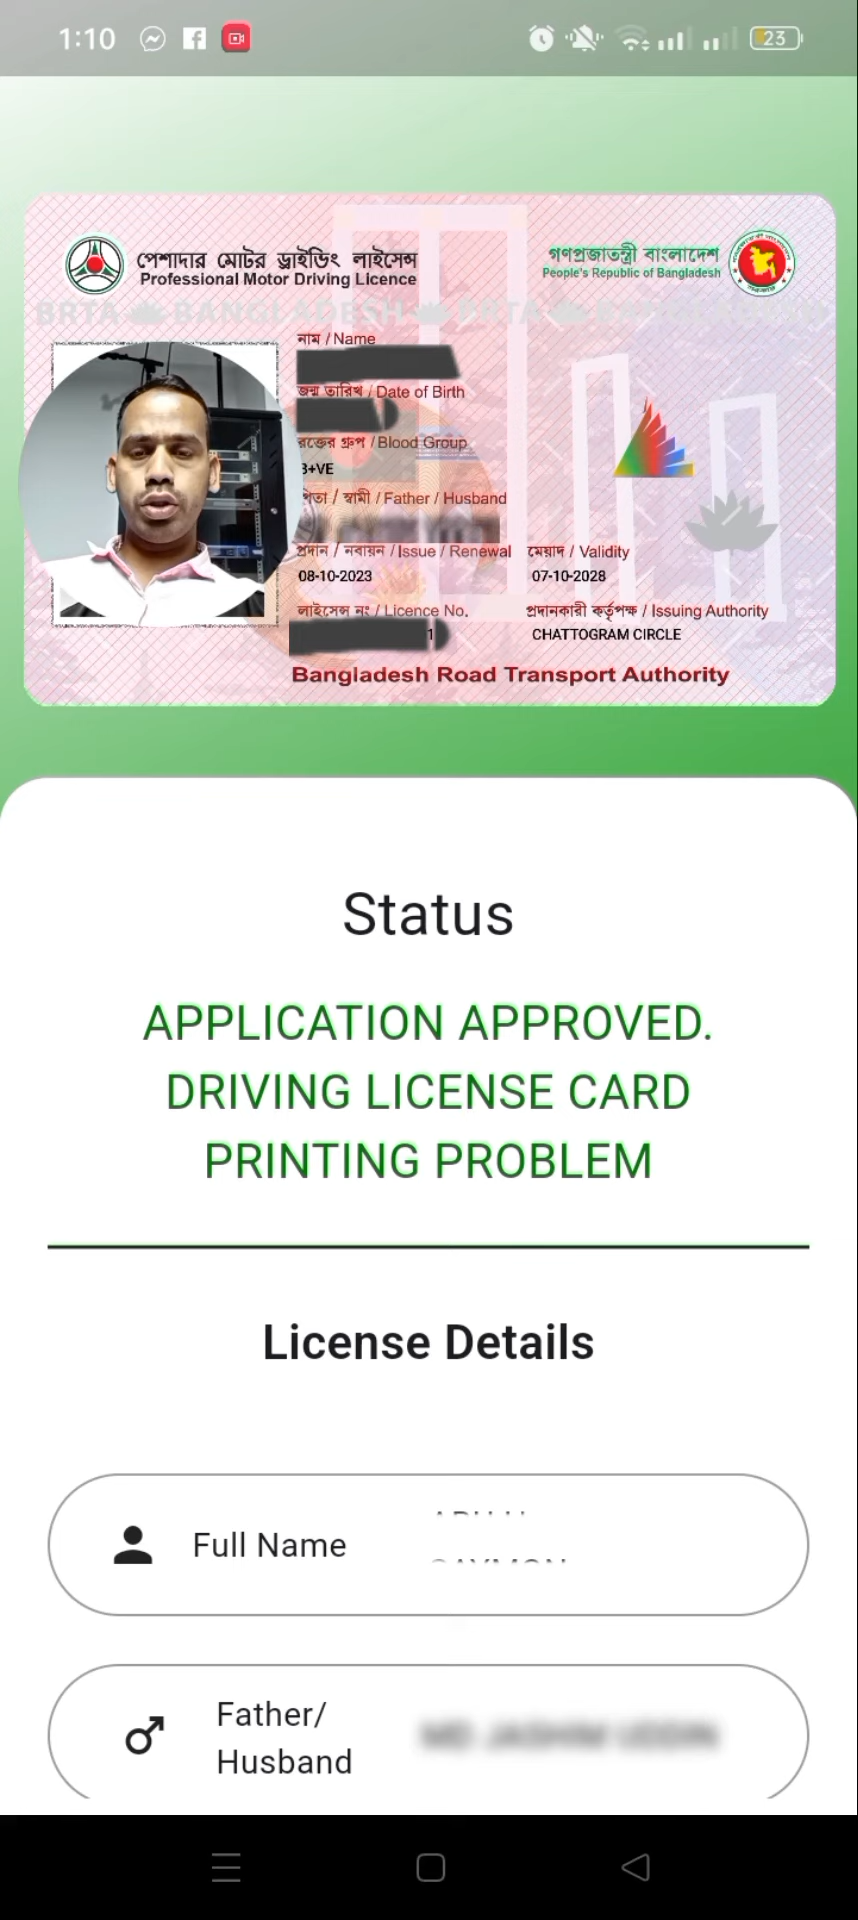 1:10
23
পেশাদার মোটর ড্রাইভিং লাইসেন্স
Professional Motor Driving Licence
গণপ্রজাতন্ত্রী বাংলাদেশ
People's Republic of Bangladesh
BRTA BANGLADESH BRTA BANGLADESH
নাম / Name
জন্ম তারিখ / Date of Birth
রক্তের গ্রুপ / Blood Group
B+VE
পিতা / স্বামী / Father / Husband
প্রদান / নবায়ন / Issue / Renewal মেয়াদ / Validity
08-10-2023 07-10-2028
লাইসেন্স নং / Licence No. প্রদানকারী কর্তৃপক্ষ / Issuing Authority
1 CHATTOGRAM CIRCLE
Bangladesh Road Transport Authority
Status
APPLICATION APPROVED.
DRIVING LICENSE CARD
PRINTING PROBLEM
License Details
Full Name
Father/
Husband